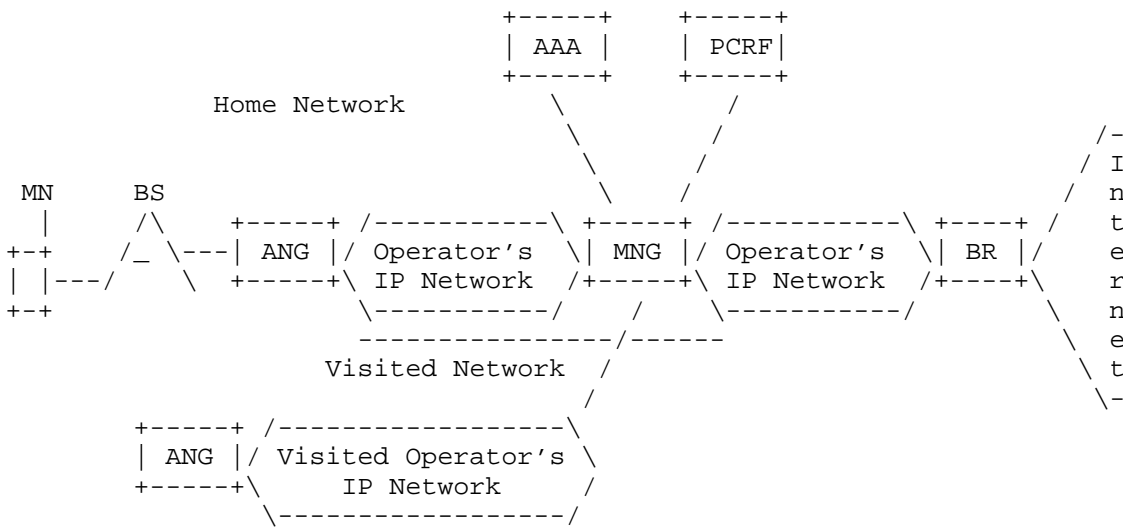 AAA PCRF
Home Network
MN BS
ANG Operator's IP Network MNG Operator's IP Network BR
Internet
Visited Network
ANG Visited Operator's
IP Network